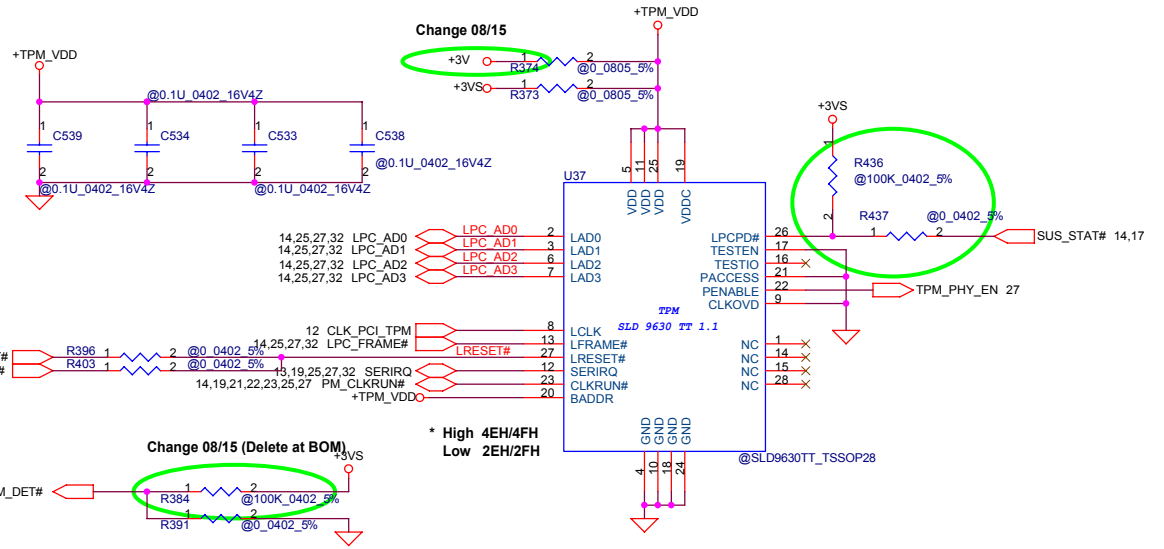 Change 08/15
+TPM_VDD
+TPM_VDD
+3V
1
2
R374
@0_0805_5%
+3VS
1
2
R373
@0_0805_5%
@0.1U_0402_16V4Z
1
C539
2
@0.1U_0402_16V4Z
1
C534
2
1
C533
2
@0.1U_0402_16V4Z
1
C538
2
@0.1U_0402_16V4Z
+3VS
1
R436
@100K_0402_5%
2
R437
1
2
@0_0402_5%
SUS_STAT# 14,17
U37
5
11
25
19
VDD
VDD
VDD
VDDC
14,25,27,32 LPC_AD0
LPC_AD0
2
LAD0
14,25,27,32 LPC_AD1
LPC_AD1
3
LAD1
14,25,27,32 LPC_AD2
LPC_AD2
6
LAD2
14,25,27,32 LPC_AD3
LPC_AD3
7
LAD3
LPCPD#
26
TESTEN
17
TESTIO
16
PACCESS
21
PENABLE
22
TPM_PHY_EN 27
CLKOVD
9
TPM
SLD 9630 TT 1.1
12 CLK_PCI_TPM
8
LCLK
14,25,27,32 LPC_FRAME#
13
LFRAME#
LRESET#
27
LRESET#
13,19,25,27,32 SERIRQ
12
SERIRQ
14,19,21,22,23,25,27 PM_CLKRUN#
23
CLKRUN#
+TPM_VDD
20
BADDR
NC
1
NC
14
NC
15
NC
28
#
R396
1
2
@0_0402_5%
#
R403
1
2
@0_0402_5%
* High 4EH/4FH
Low 2EH/2FH
GND
GND
GND
GND
4
10
18
24
@SLD9630TT_TSSOP28
Change 08/15 (Delete at BOM)
+3VS
M_DET#
R384
1
2
@100K_0402_5%
R391
1
2
@0_0402_5%